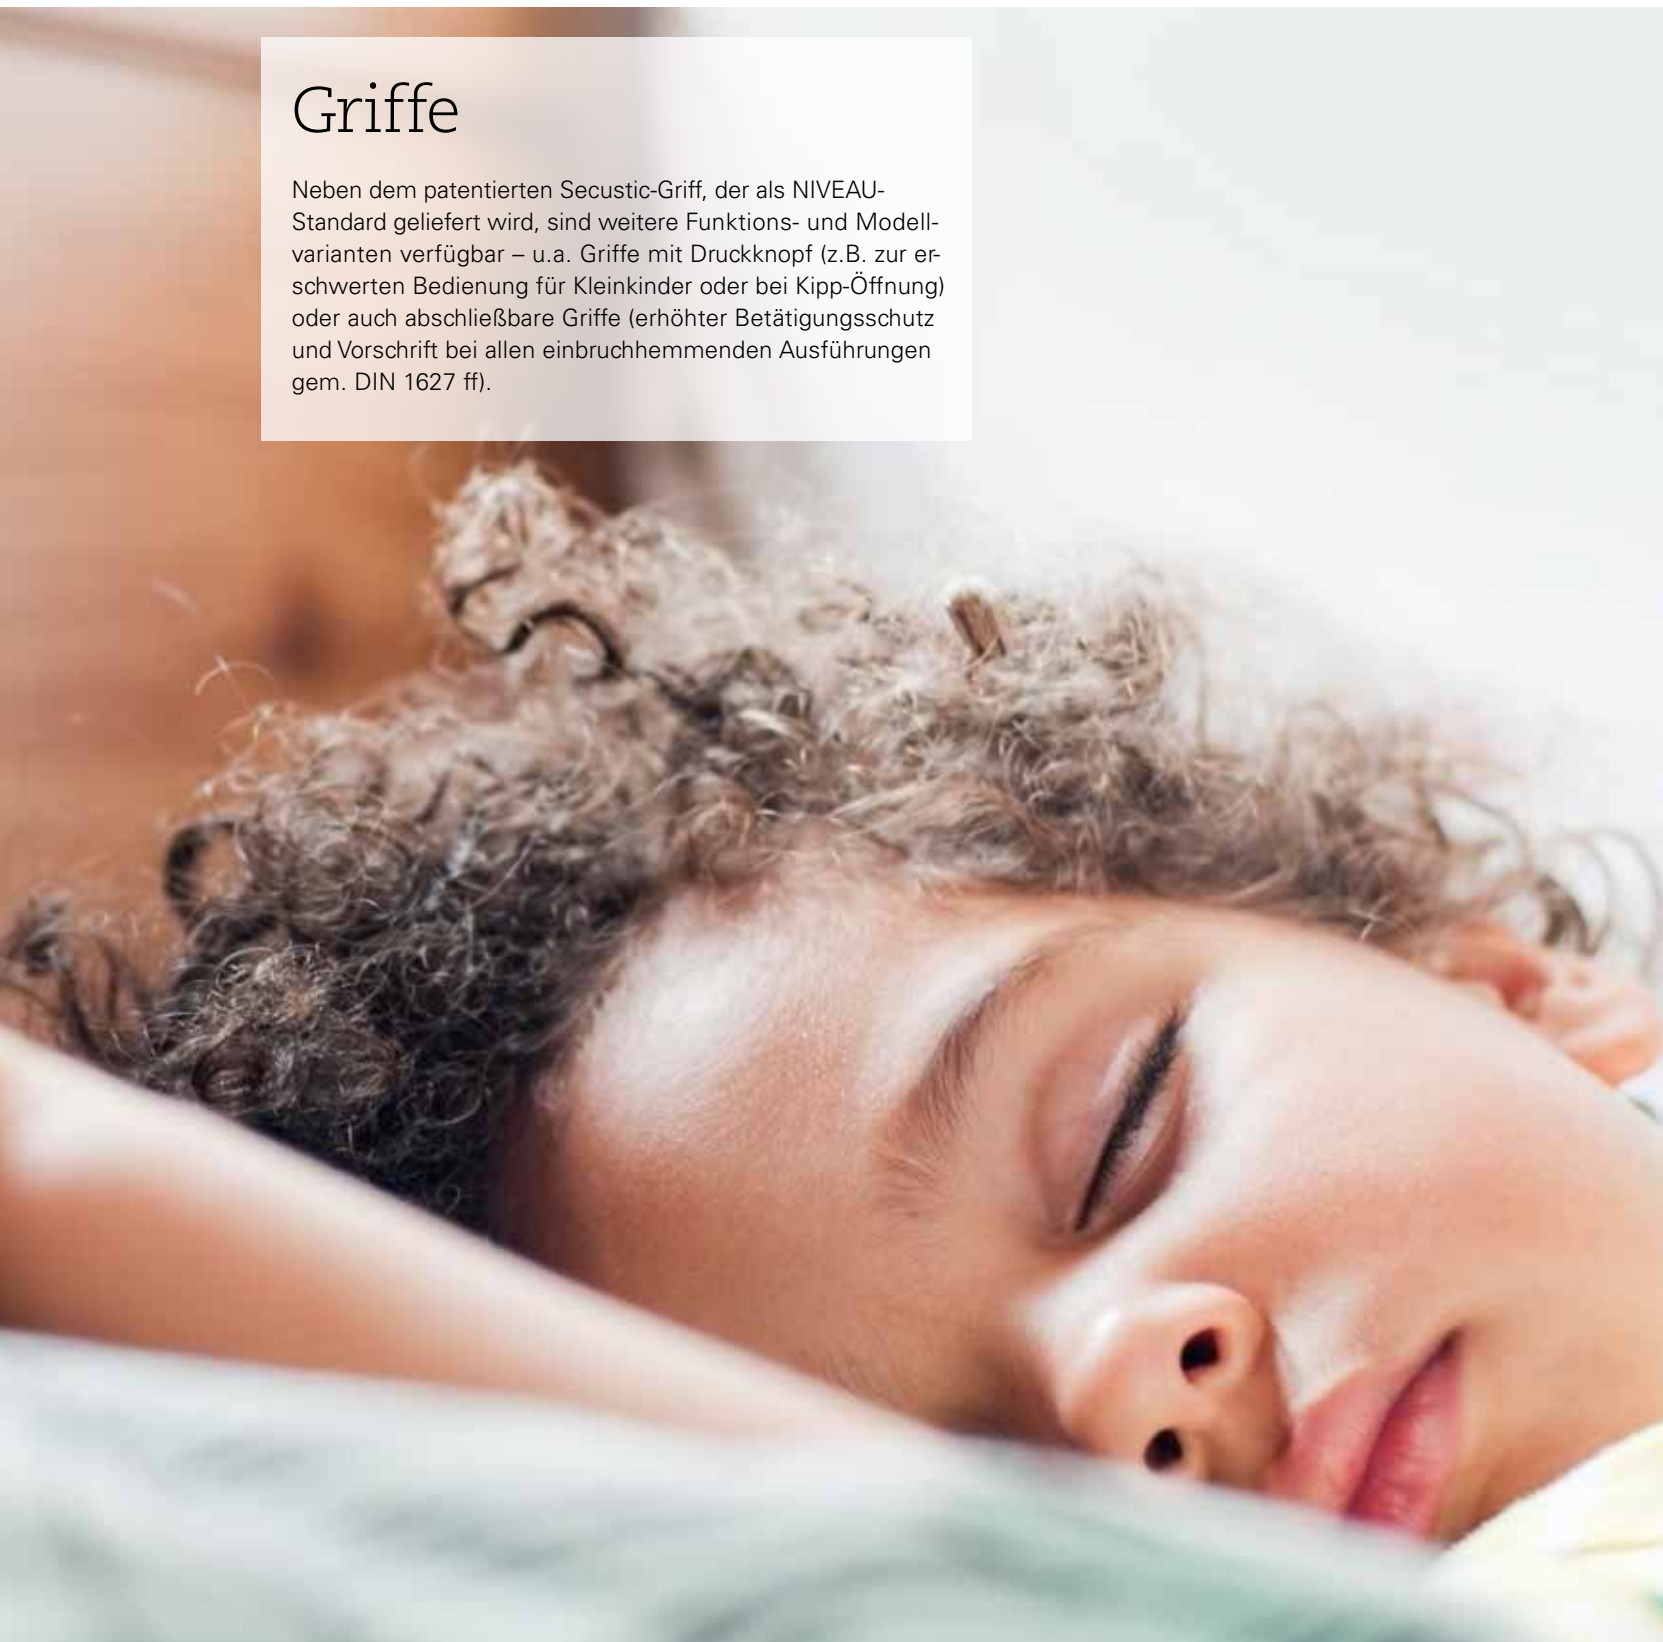 Griffe
Neben dem patentierten Secustic-Griff, der als NIVEAU-
Standard geliefert wird, sind weitere Funktions- und Modell-
varianten verfügbar – u.a. Griffe mit Druckknopf (z.B. zur er-
schwerten Bedienung für Kleinkinder oder bei Kipp-Öffnung)
oder auch abschließbare Griffe (erhöhter Betätigungsschutz
und Vorschrift bei allen einbruchhemmenden Ausführungen
gem. DIN 1627 ff).